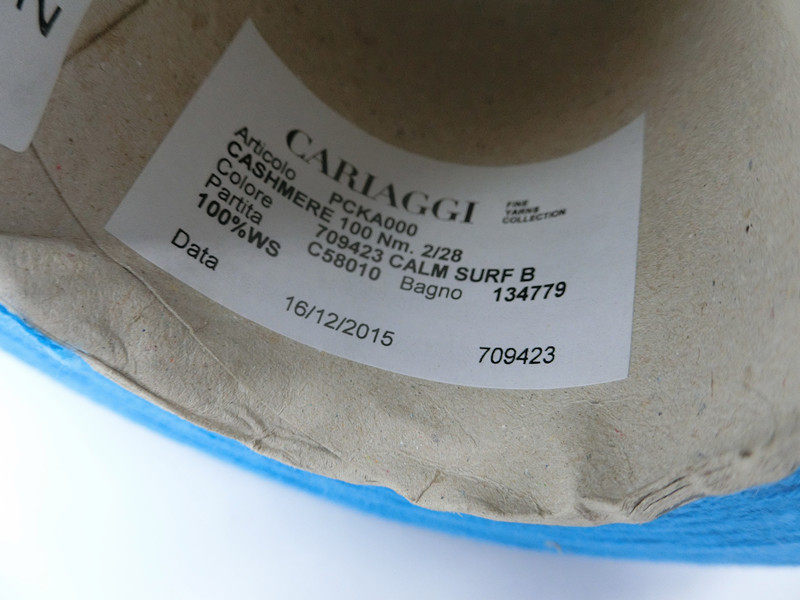 N
CARIAGGI
FINE
YARNS
COLLECTION
Articolo PCKA000
CASHMERE 100 Nm. 2/28
Colore 709423 CALM SURF B
Partita C58010 Bagno 134779
100%WS
Data 16/12/2015 709423